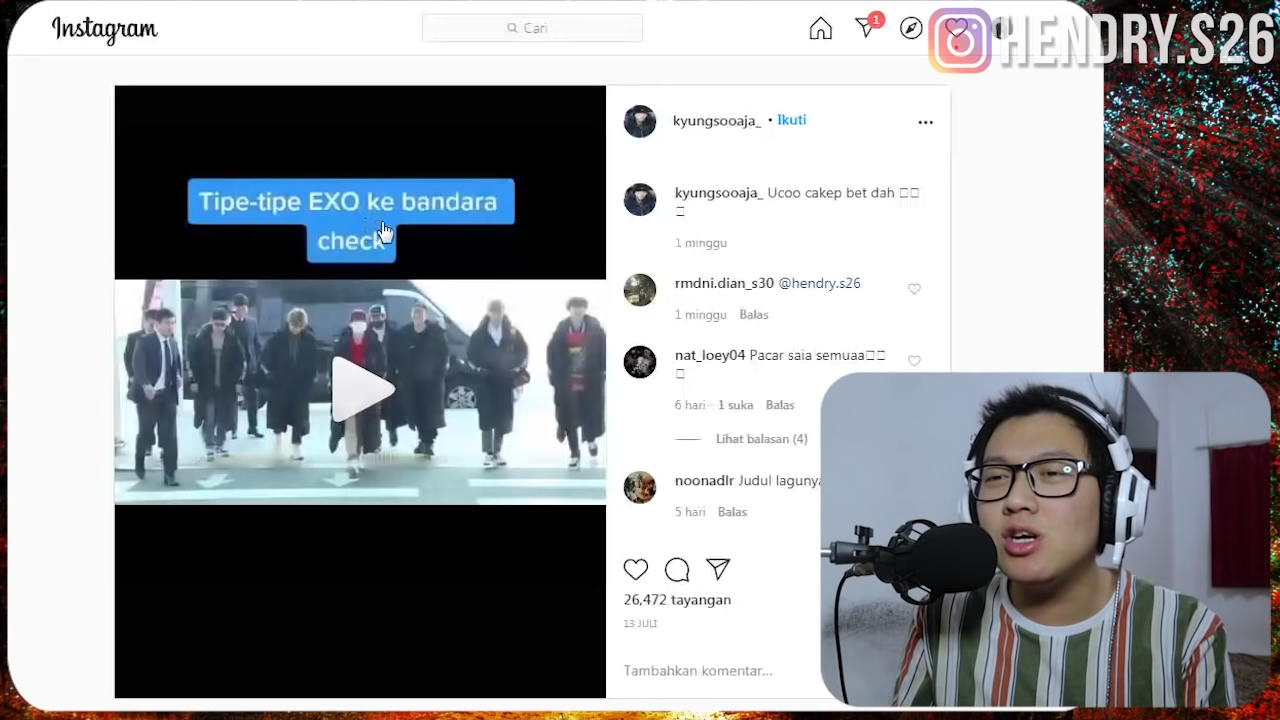 Instagram
Cari
1
HENDRY.S26
Tipe-tipe EXO ke bandara
check
kyungsooaja_ • Ikuti
kyungsooaja_ Ucoo cakep bet dah
1 minggu
rmdni.dian_s30 @hendry.s26
1 minggu Balas
nat_loey04 Pacar saia semuaa
6 hari 1 suka Balas
Lihat balasan (4)
noonadlr Judul lagunya
5 hari Balas
26,472 tayangan
13 JULI
Tambahkan komentar...